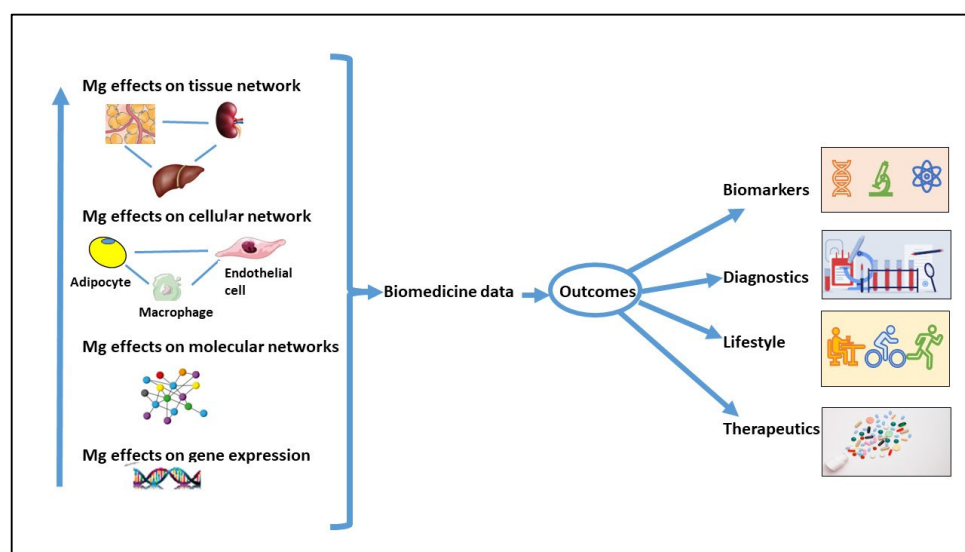 Mg effects on tissue network
Mg effects on cellular network
Adipocyte
Endothelial
cell
Macrophage
Mg effects on molecular networks
Mg effects on gene expression
Biomedicine data
Outcomes
Biomarkers
Diagnostics
Lifestyle
Therapeutics